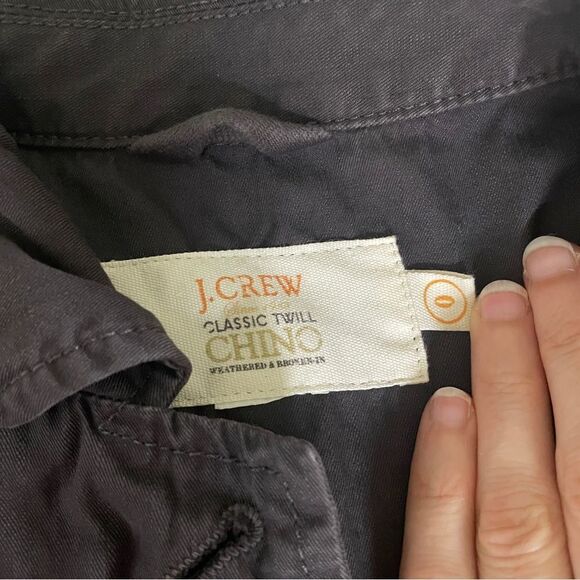 J.CREW
CLASSIC TWILL
CHINO
WEATHERED & BROKEN-IN
0